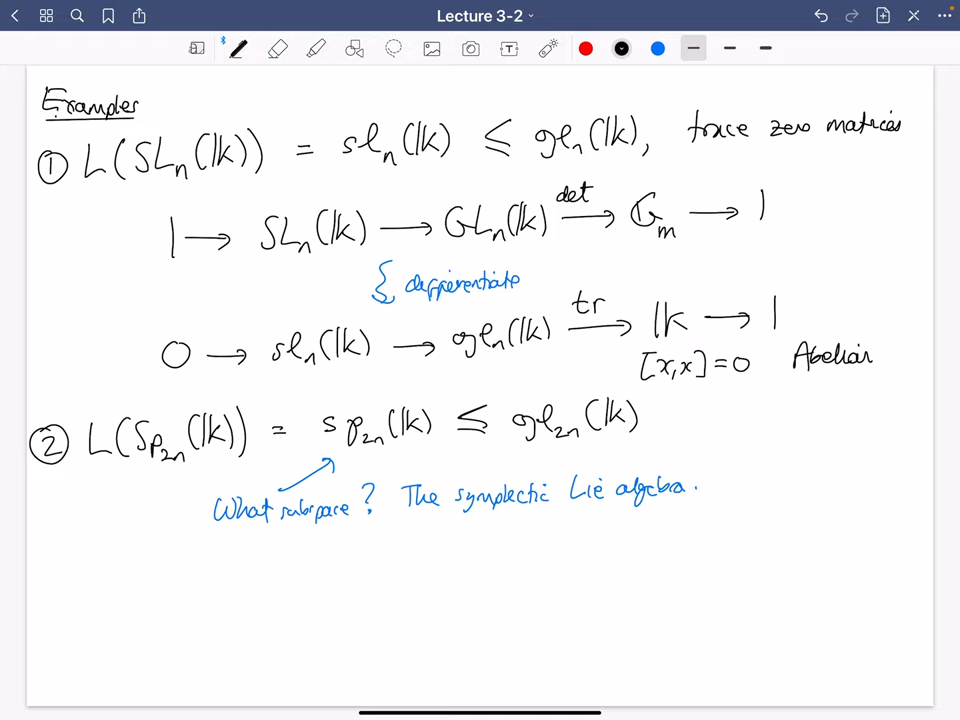 Lecture 3-2
Examples
① L(SLₙ(𝕜)) = slₙ(𝕜) ≤ glₙ(𝕜), trace zero matrices
1 → SLₙ(𝕜) → GLₙ(𝕜) det→ 𝔾ₘ → 1
differentiate
0 → slₙ(𝕜) → glₙ(𝕜) tr→ 𝕜 → 1
[x,x]=0 Abelian
② L(Sp₂ₙ(𝕜)) = sp₂ₙ(𝕜) ≤ gl₂ₙ(𝕜)
What subspace? The symplectic Lie algebra.